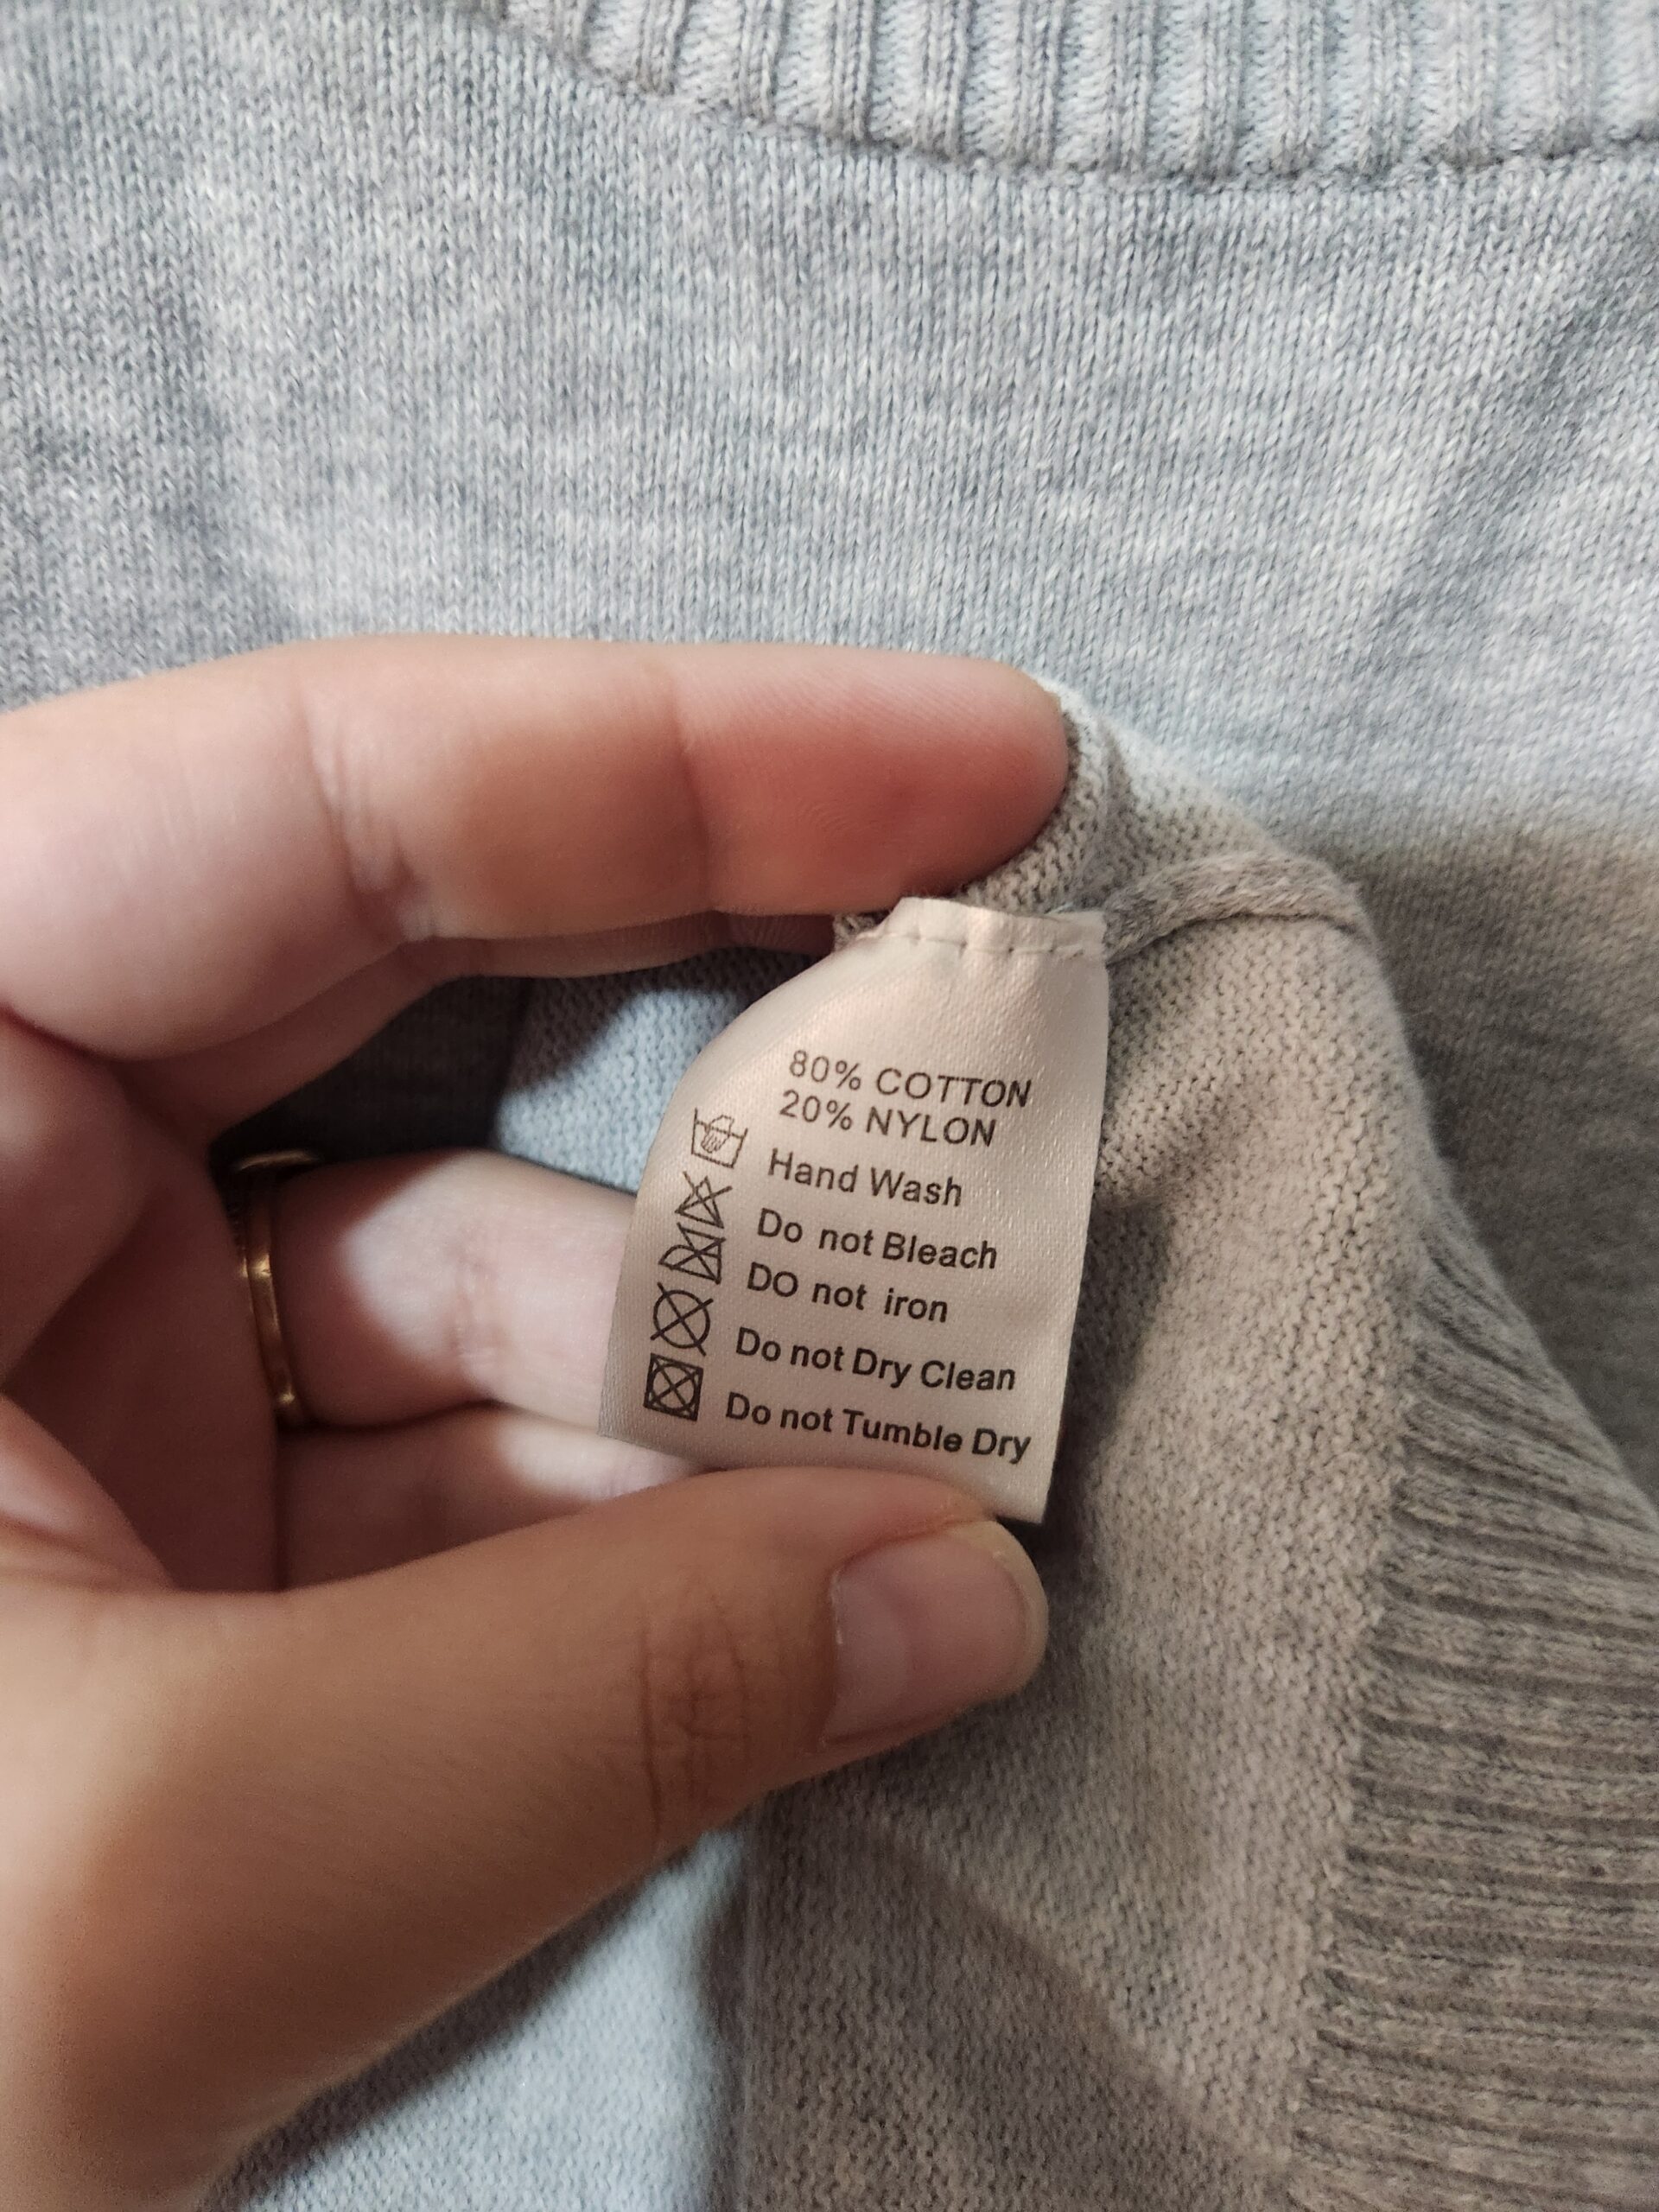 80% COTTON
20% NYLON
Hand Wash
Do not Bleach
DO not iron
Do not Dry Clean
Do not Tumble Dry